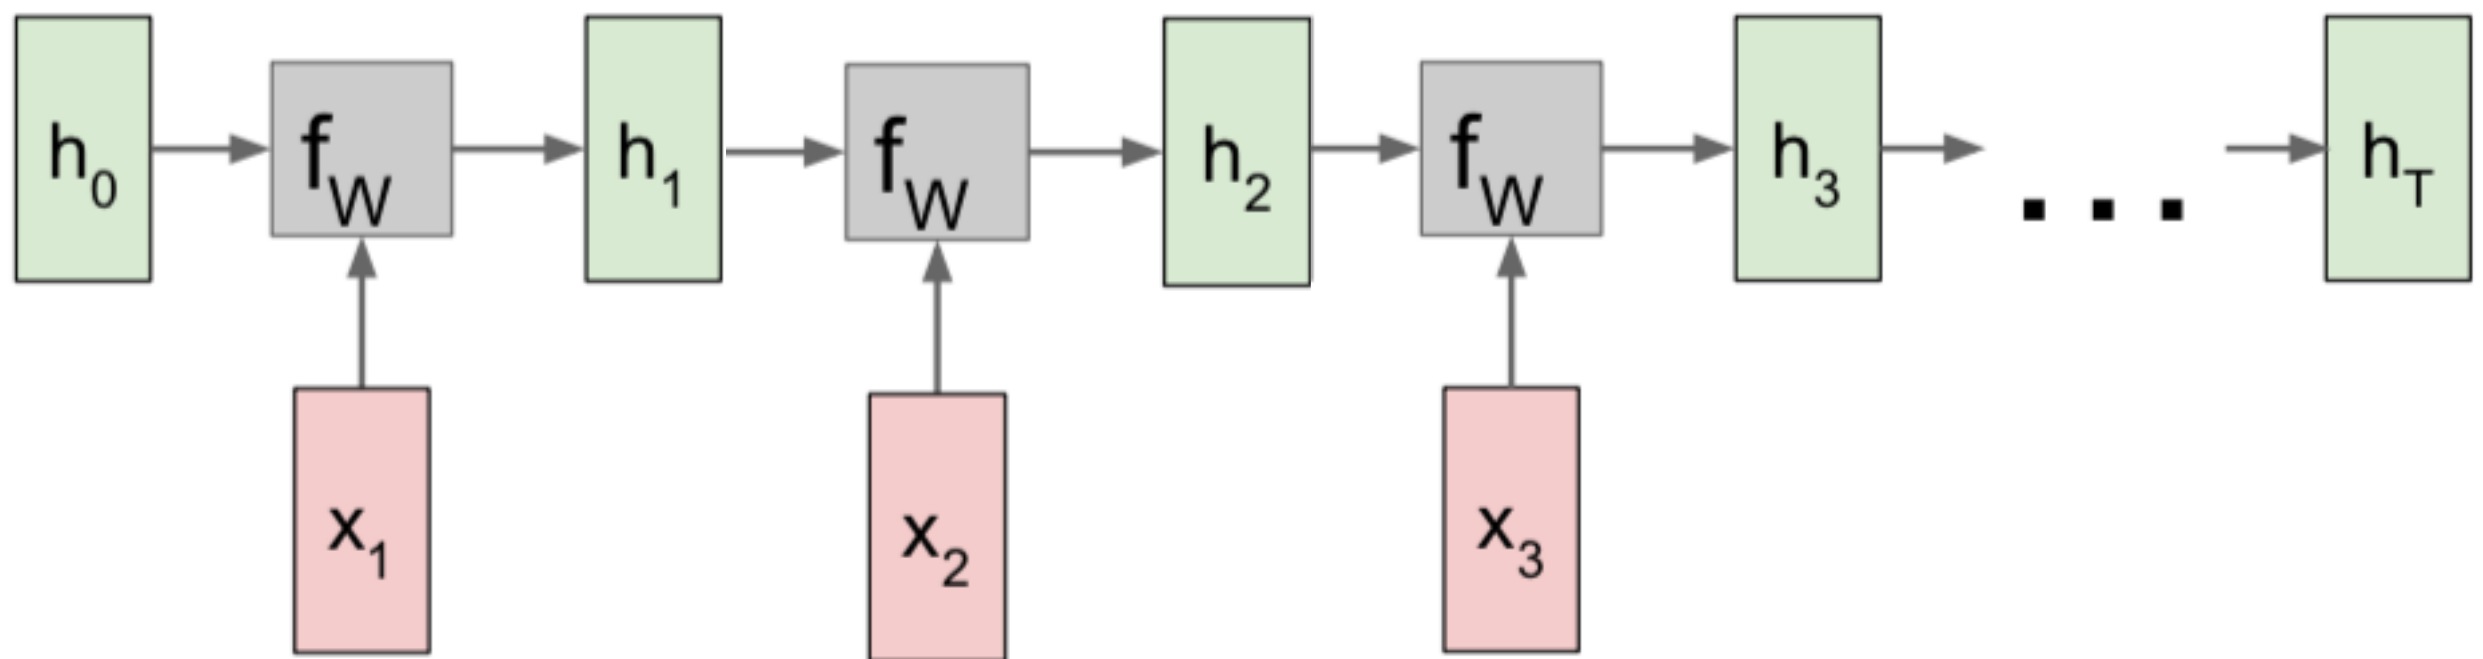 h0 fW h1 fW h2 fW h3 . . . hT
x1 x2 x3